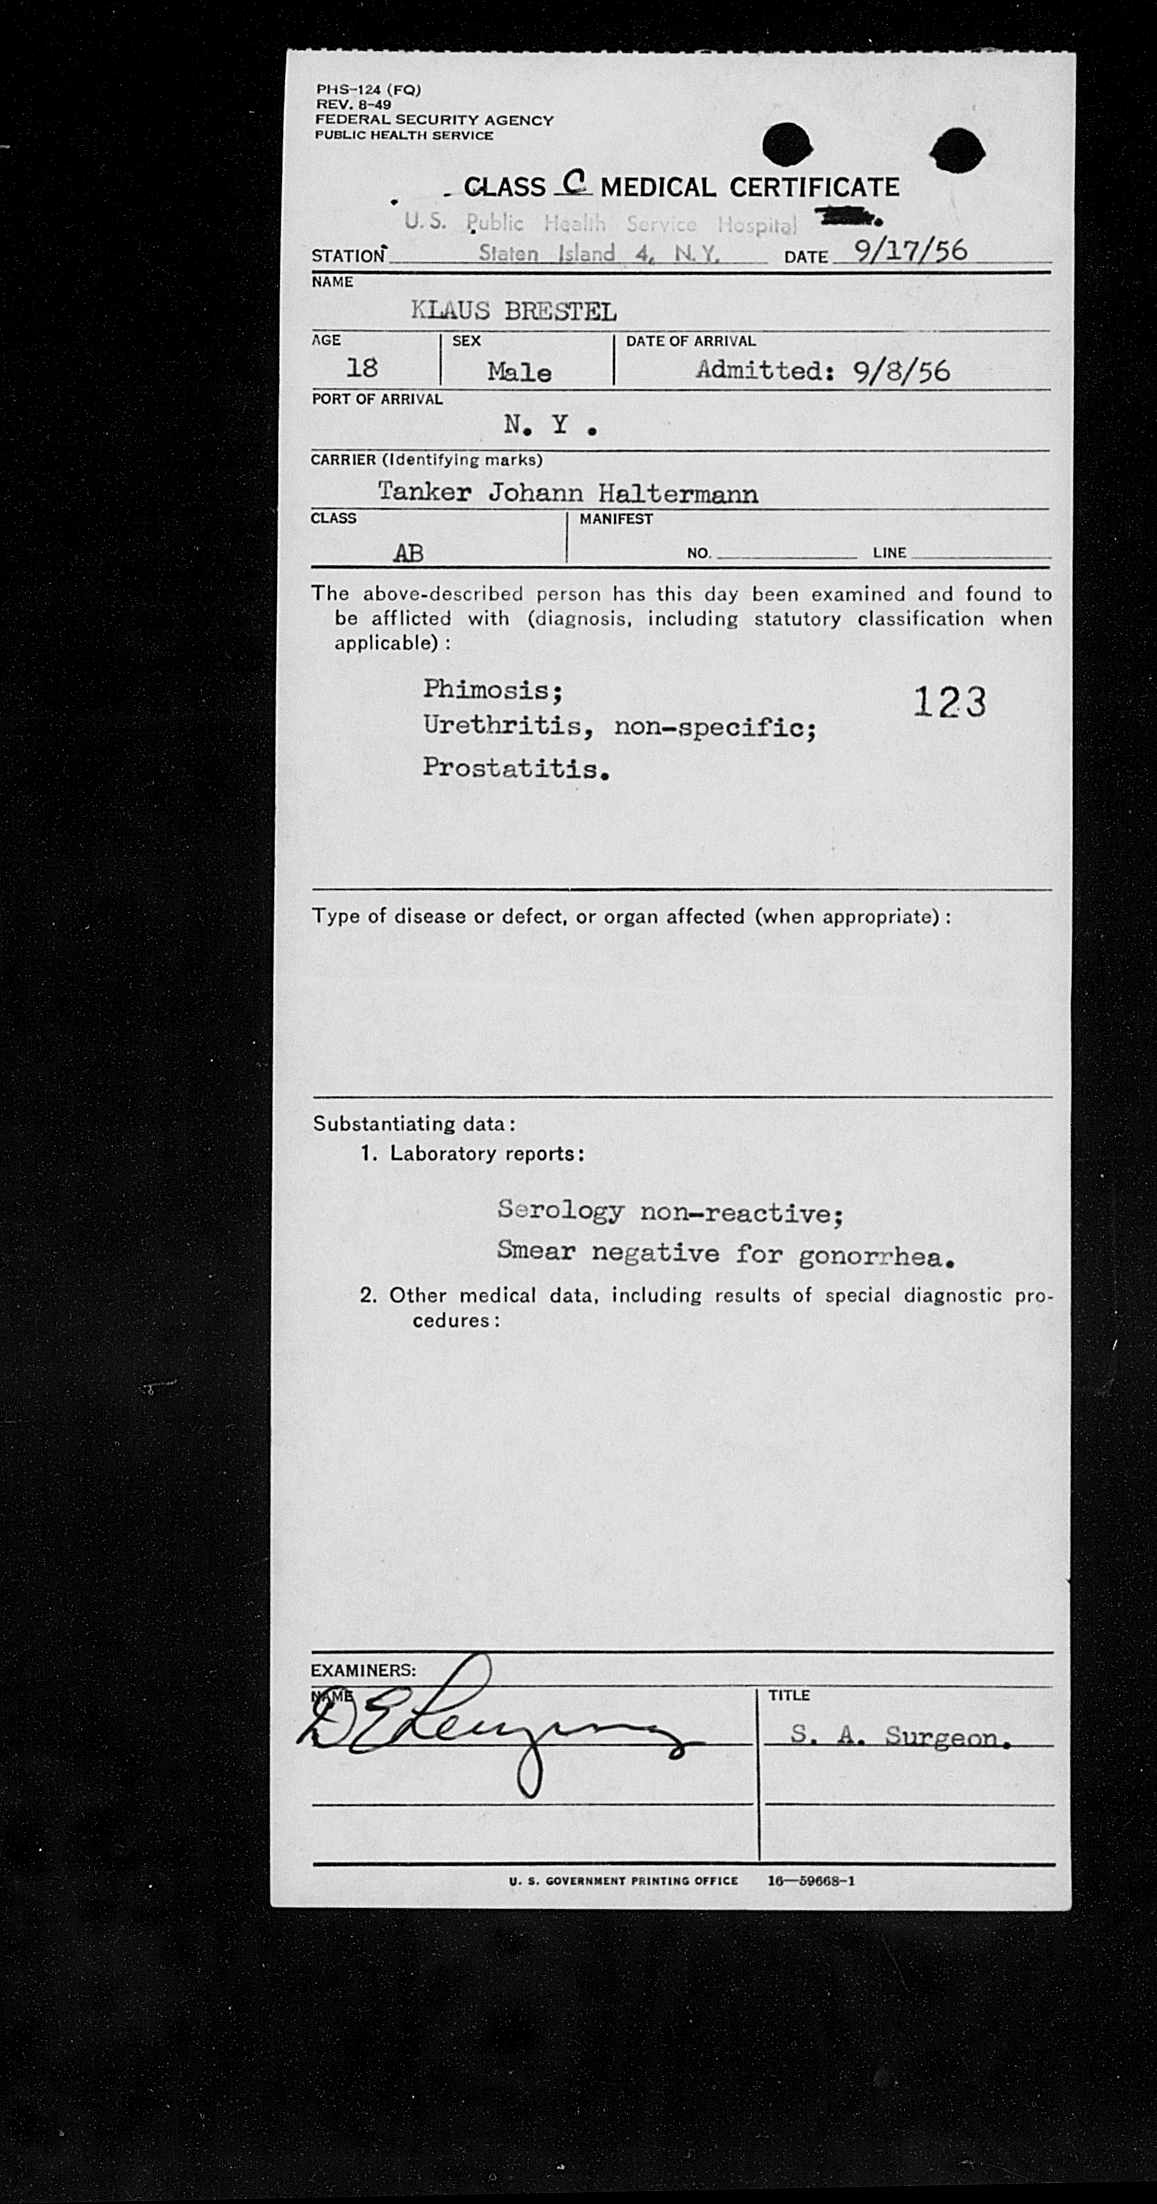 PHS-124 (FQ)
REV. 8-49
FEDERAL SECURITY AGENCY
PUBLIC HEALTH SERVICE
CLASS C MEDICAL CERTIFICATE
U.S. Public Health Service Hospital
STATION Staten Island 4, N.Y. DATE 9/17/56
NAME
KLAUS BRESTEL
AGE SEX DATE OF ARRIVAL
18 Male Admitted: 9/8/56
PORT OF ARRIVAL
N. Y .
CARRIER (Identifying marks)
Tanker Johann Haltermann
CLASS MANIFEST
AB NO. LINE
The above-described person has this day been examined and found to
be afflicted with (diagnosis, including statutory classification when
applicable) :
Phimosis; 123
Urethritis, non-specific;
Prostatitis.
Type of disease or defect, or organ affected (when appropriate) :
Substantiating data :
1. Laboratory reports :
Serology non-reactive;
Smear negative for gonorrhea.
2. Other medical data, including results of special diagnostic pro-
cedures :
EXAMINERS:
NAME TITLE
D E S. A. Surgeon.
U. S. GOVERNMENT PRINTING OFFICE 16—59668-1